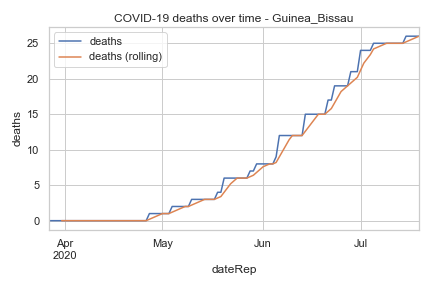 COVID-19 deaths over time - Guinea_Bissau
deaths
deaths (rolling)
25
20
15
10
5
0
deaths
Apr
2020
May
Jun
Jul
dateRep